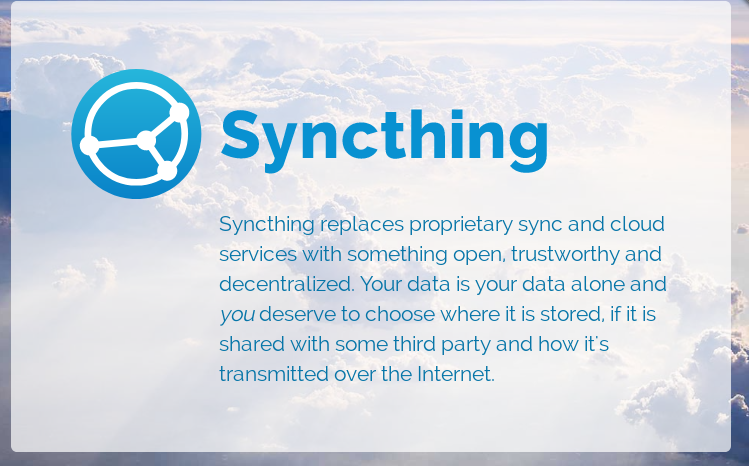 Syncthing
Syncthing replaces proprietary sync and cloud
services with something open, trustworthy and
decentralized. Your data is your data alone and
you deserve to choose where it is stored, if it is
shared with some third party and how it's
transmitted over the Internet.